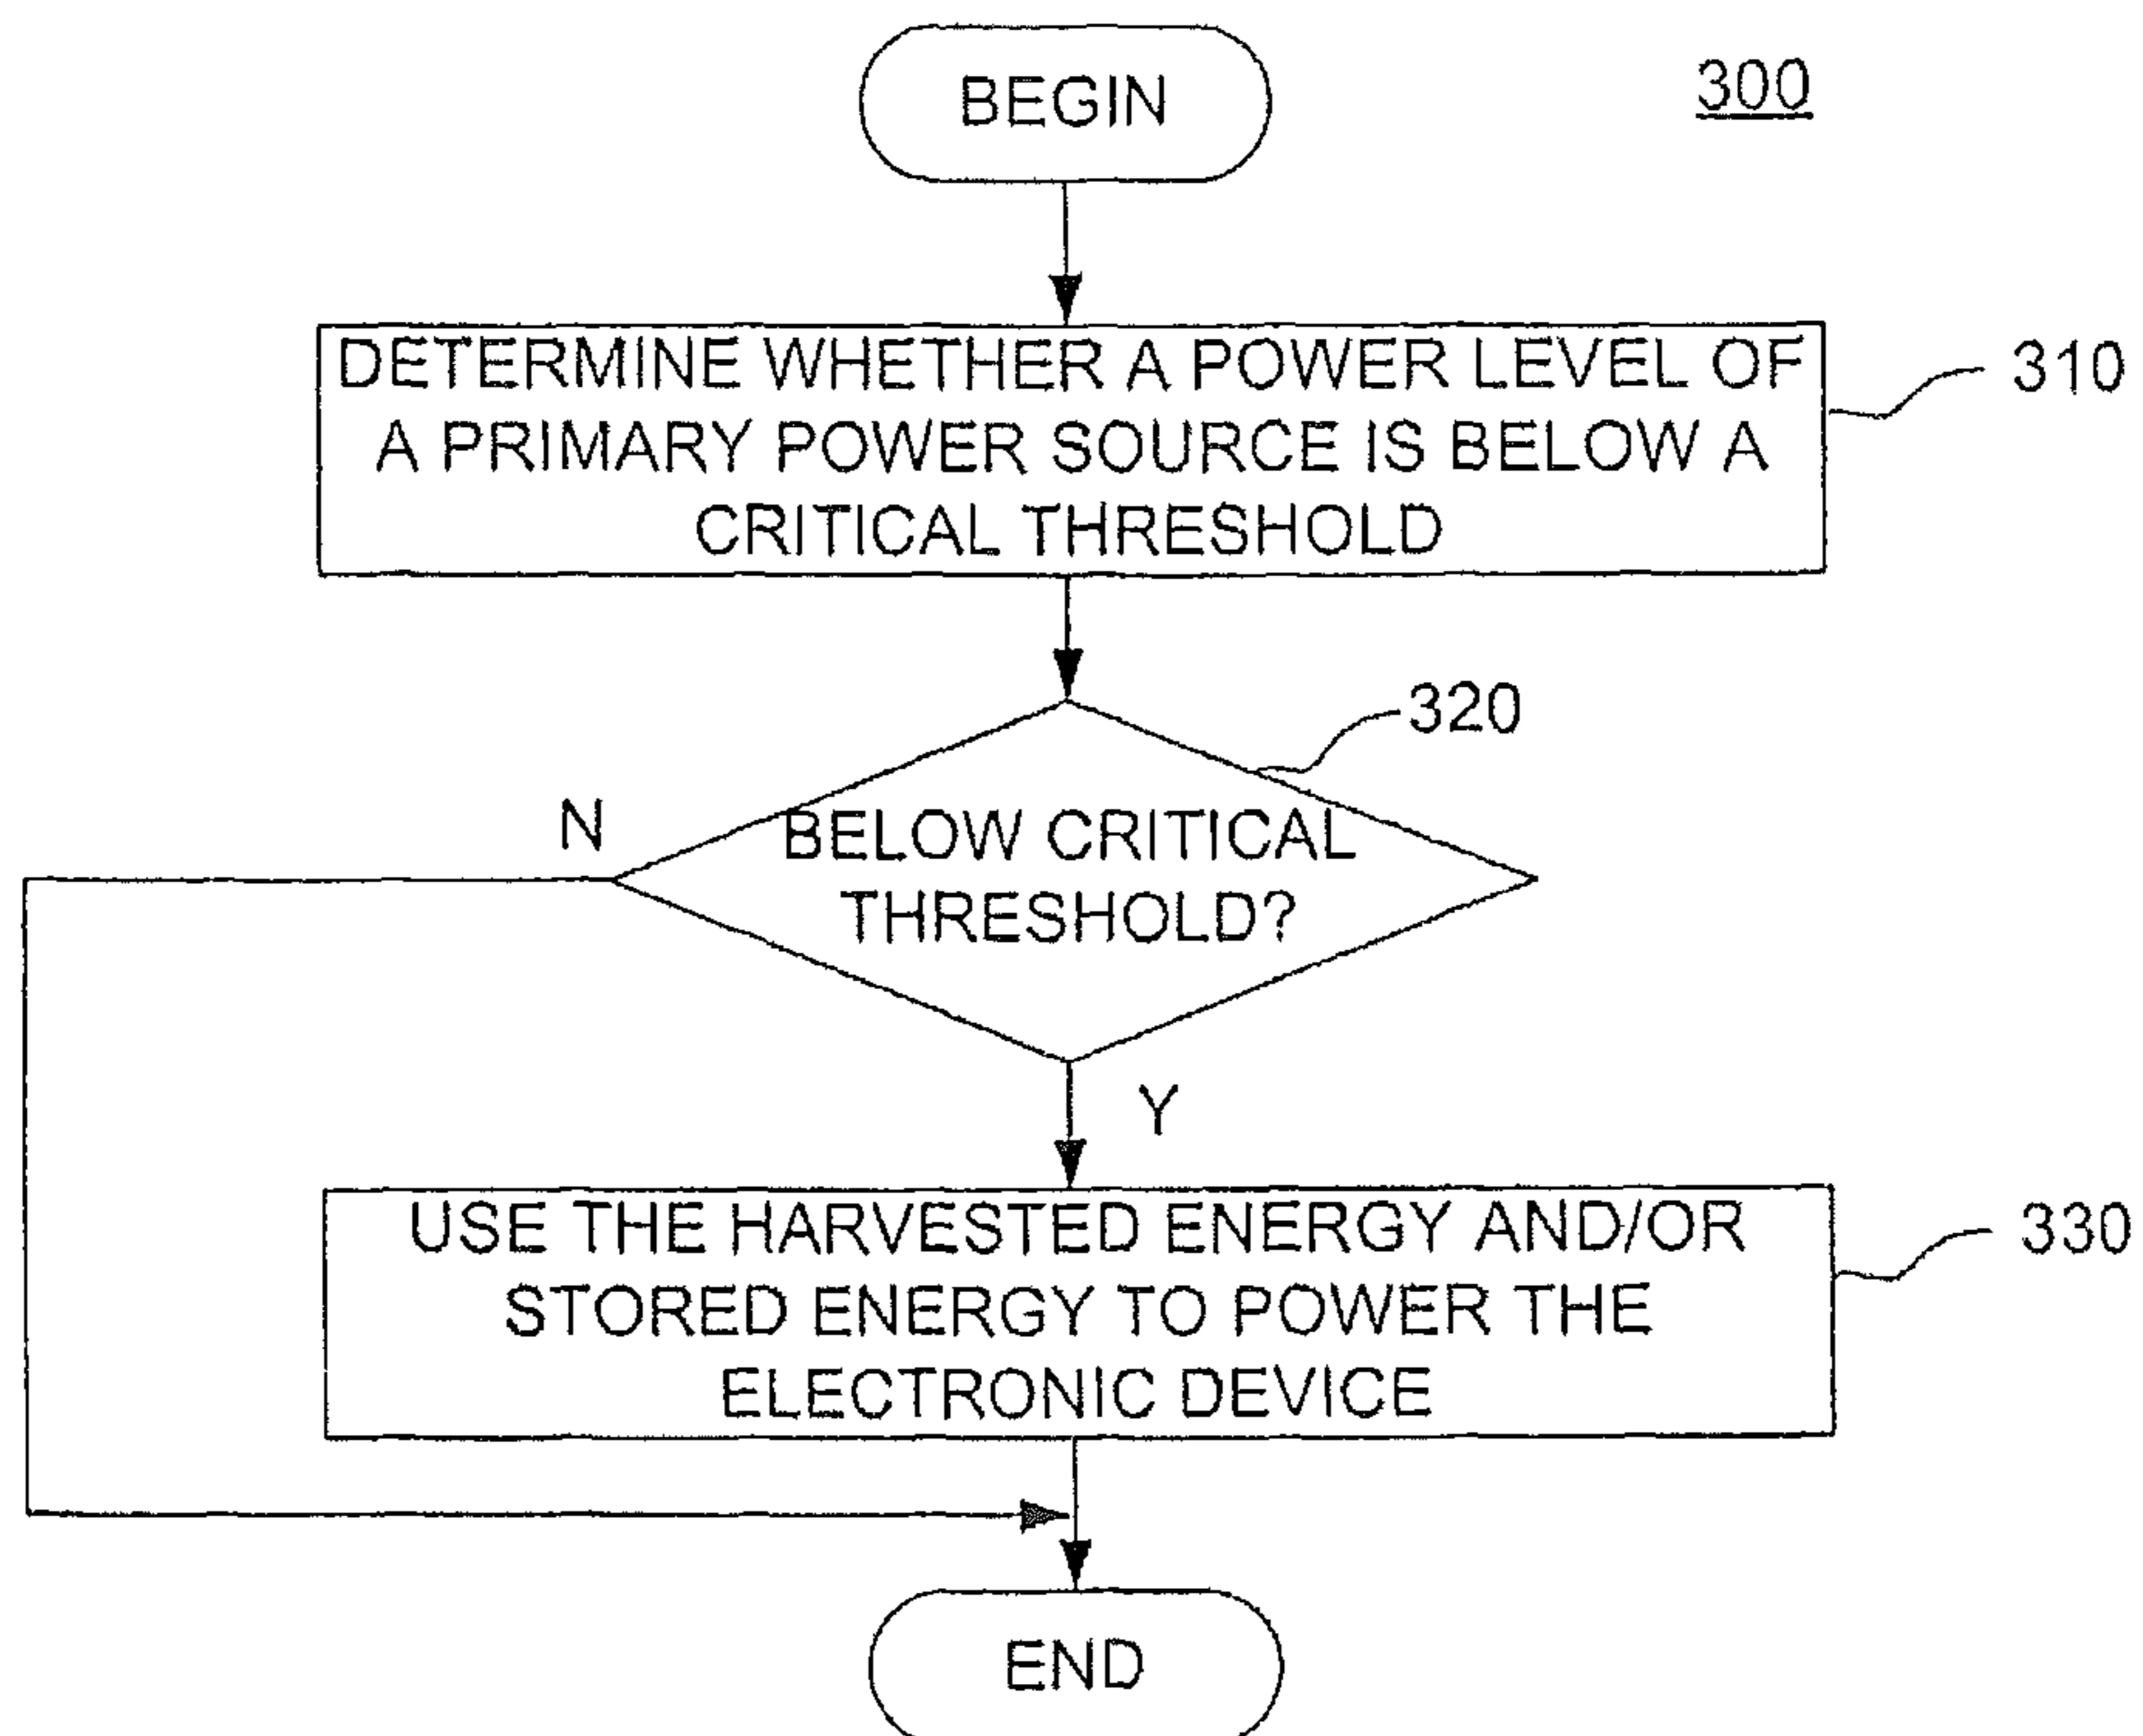 BEGIN
300
DETERMINE WHETHER A POWER LEVEL OF
A PRIMARY POWER SOURCE IS BELOW A
CRITICAL THRESHOLD
310
320
N
BELOW CRITICAL
THRESHOLD?
Y
USE THE HARVESTED ENERGY AND/OR
STORED ENERGY TO POWER THE
ELECTRONIC DEVICE
330
END